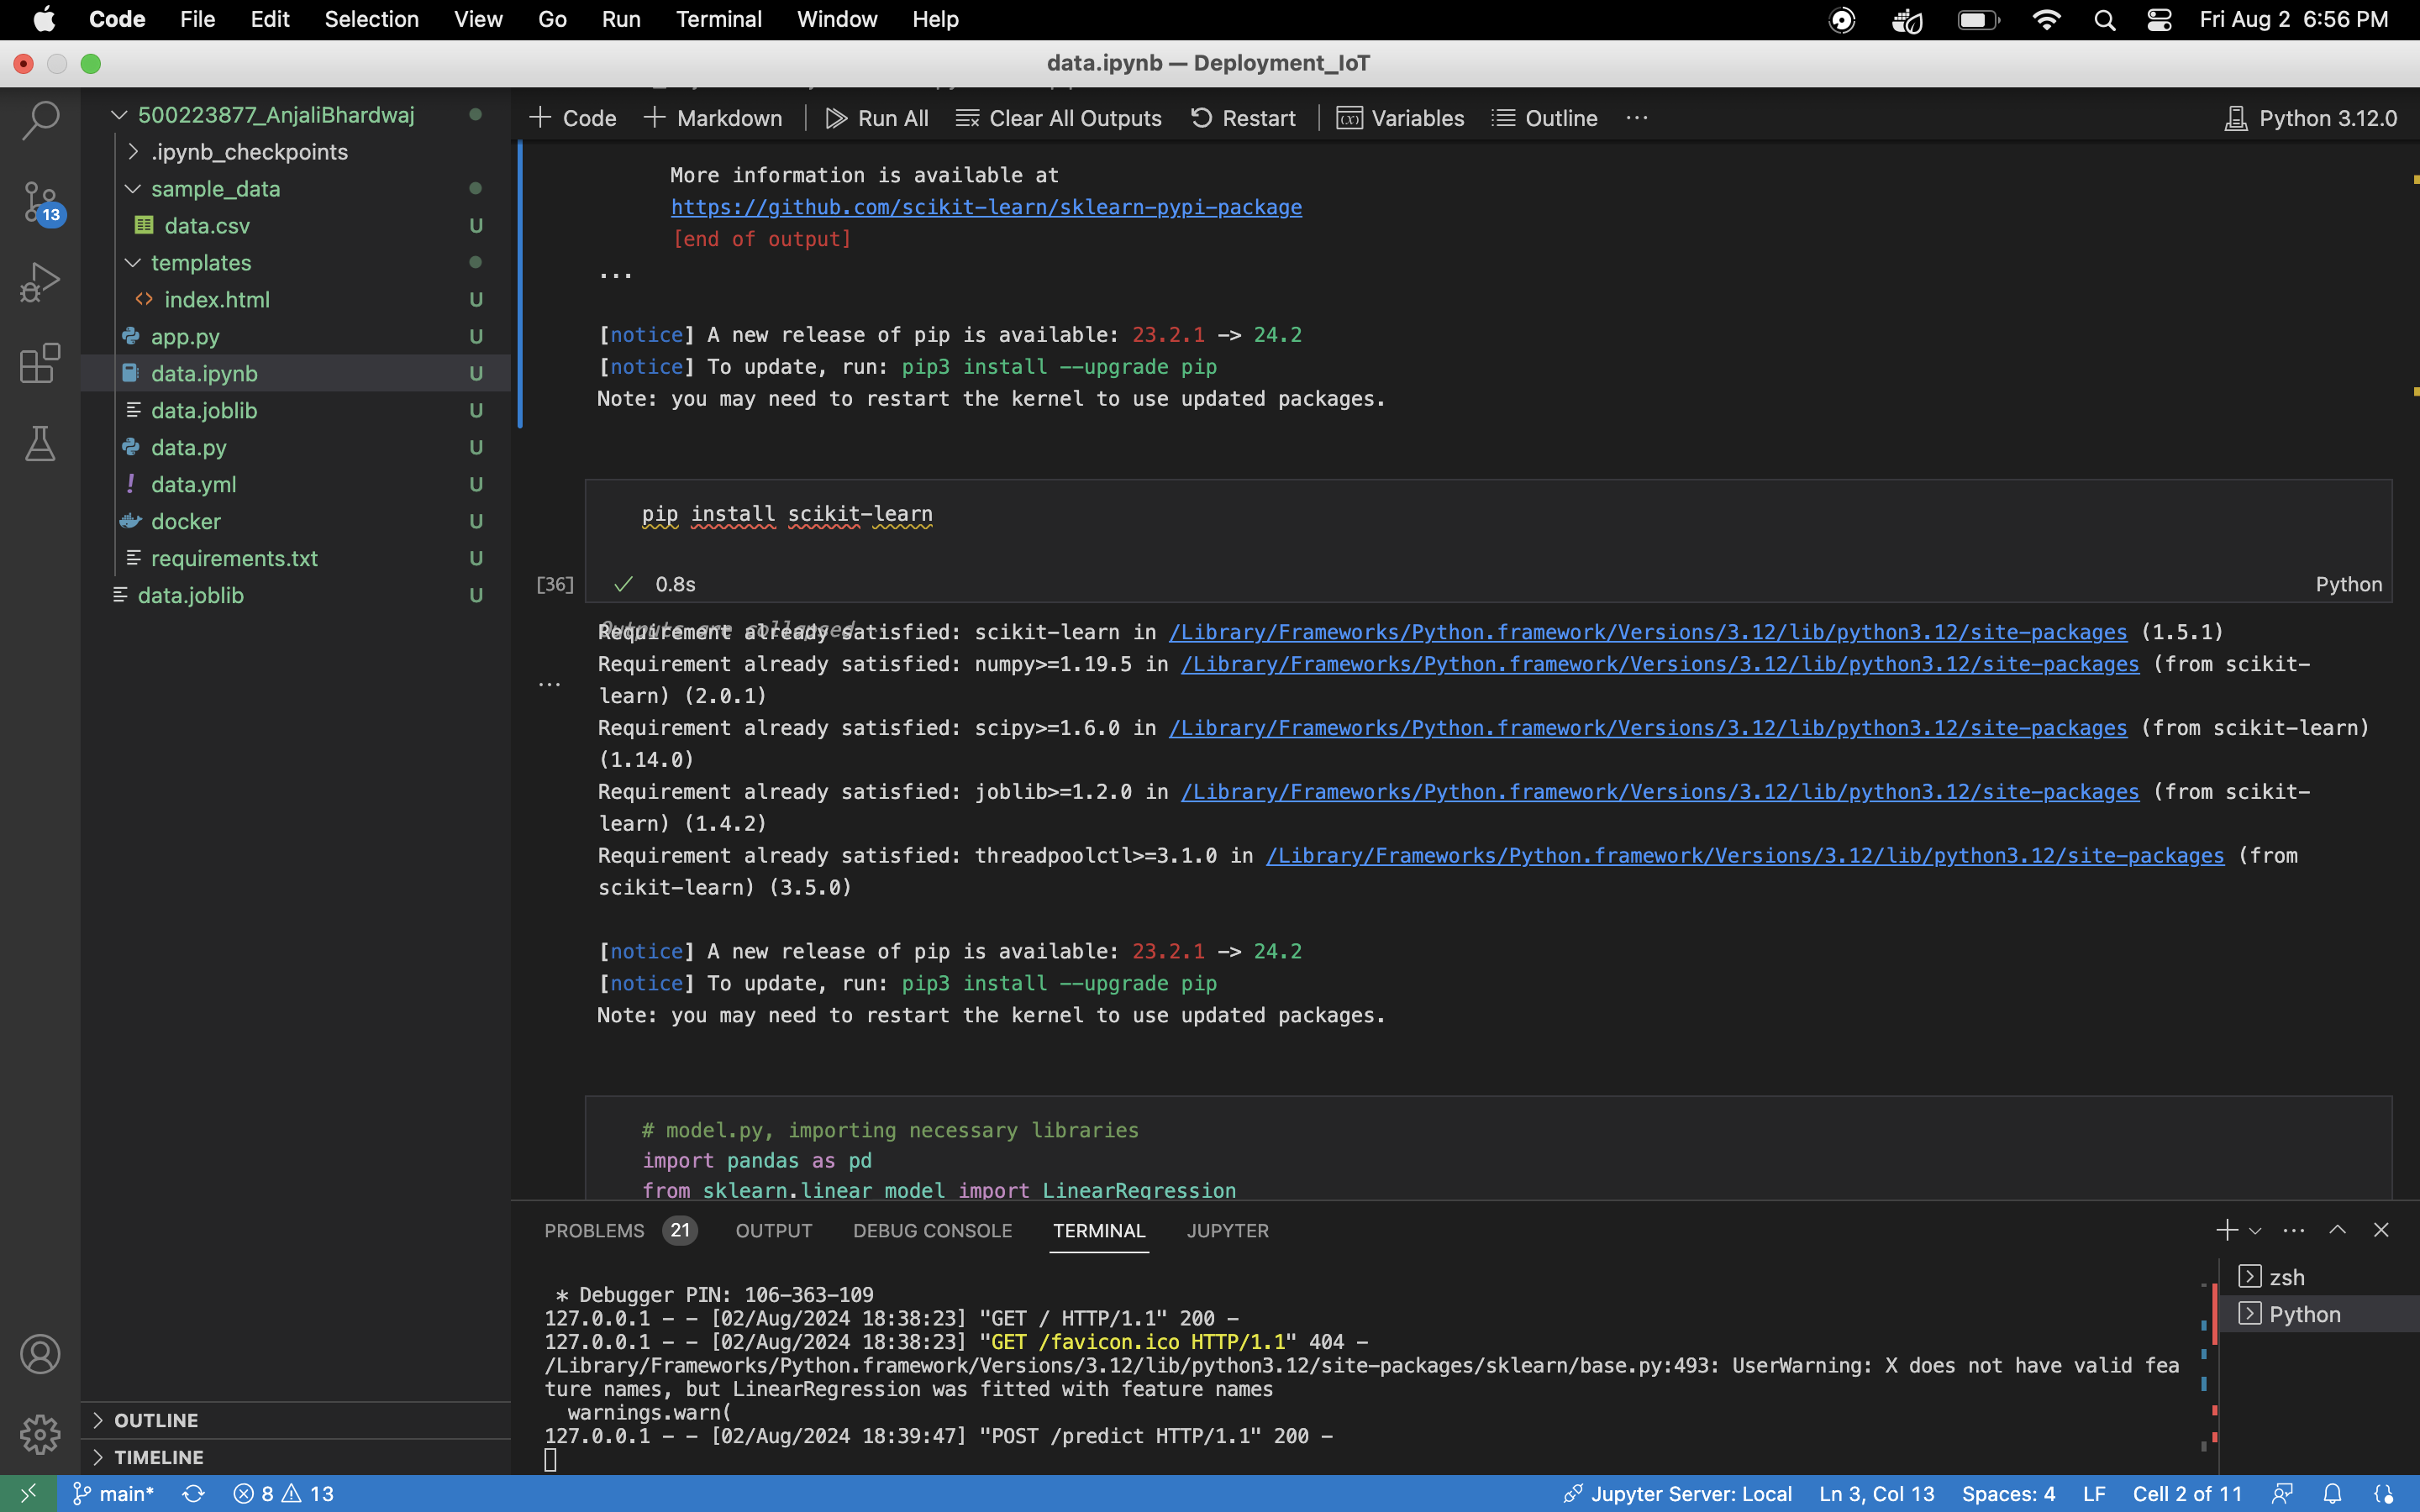 Code File Edit Selection View Go Run Terminal Window Help Fri Aug 2 6:56 PM
data.ipynb — Deployment_IoT
13
500223877_AnjaliBhardwaj
.ipynb_checkpoints
sample_data
data.csv U
templates
index.html U
app.py U
data.ipynb U
data.joblib U
data.py U
! data.yml U
docker U
requirements.txt U
data.joblib U
OUTLINE
TIMELINE
+ Code + Markdown Run All Clear All Outputs Restart Variables Outline ··· Python 3.12.0
More information is available at
https://github.com/scikit-learn/sklearn-pypi-package
[end of output]
...
[notice] A new release of pip is available: 23.2.1 -> 24.2
[notice] To update, run: pip3 install --upgrade pip
Note: you may need to restart the kernel to use updated packages.
pip install scikit-learn
[36] ✓ 0.8s Python
Outputs are collapsed
Requirement already satisfied: scikit-learn in /Library/Frameworks/Python.framework/Versions/3.12/lib/python3.12/site-packages (1.5.1)
Requirement already satisfied: numpy>=1.19.5 in /Library/Frameworks/Python.framework/Versions/3.12/lib/python3.12/site-packages (from scikit-
learn) (2.0.1)
...
Requirement already satisfied: scipy>=1.6.0 in /Library/Frameworks/Python.framework/Versions/3.12/lib/python3.12/site-packages (from scikit-learn)
(1.14.0)
Requirement already satisfied: joblib>=1.2.0 in /Library/Frameworks/Python.framework/Versions/3.12/lib/python3.12/site-packages (from scikit-
learn) (1.4.2)
Requirement already satisfied: threadpoolctl>=3.1.0 in /Library/Frameworks/Python.framework/Versions/3.12/lib/python3.12/site-packages (from
scikit-learn) (3.5.0)
[notice] A new release of pip is available: 23.2.1 -> 24.2
[notice] To update, run: pip3 install --upgrade pip
Note: you may need to restart the kernel to use updated packages.
# model.py, importing necessary libraries
import pandas as pd
from sklearn.linear_model import LinearRegression
PROBLEMS 21 OUTPUT DEBUG CONSOLE TERMINAL JUPYTER
* Debugger PIN: 106-363-109
127.0.0.1 - - [02/Aug/2024 18:38:23] "GET / HTTP/1.1" 200 -
127.0.0.1 - - [02/Aug/2024 18:38:23] "GET /favicon.ico HTTP/1.1" 404 -
/Library/Frameworks/Python.framework/Versions/3.12/lib/python3.12/site-packages/sklearn/base.py:493: UserWarning: X does not have valid fea
ture names, but LinearRegression was fitted with feature names
warnings.warn(
127.0.0.1 - - [02/Aug/2024 18:39:47] "POST /predict HTTP/1.1" 200 -
zsh
Python
main* 8 13 Jupyter Server: Local Ln 3, Col 13 Spaces: 4 LF Cell 2 of 11